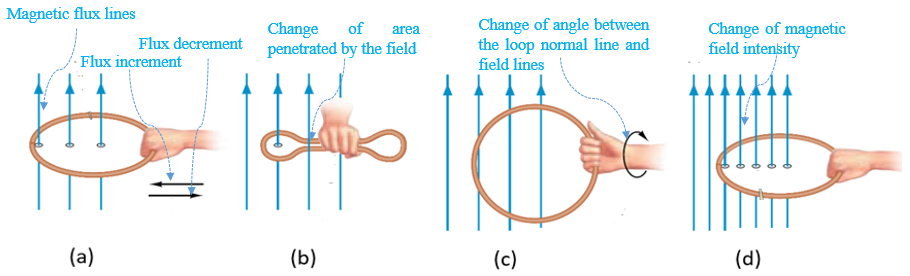 Magnetic flux lines
Flux decrement
Flux increment
Change of area
penetrated by the field
Change of angle between
the loop normal line and
field lines
Change of magnetic
field intensity
(a)
(b)
(c)
(d)